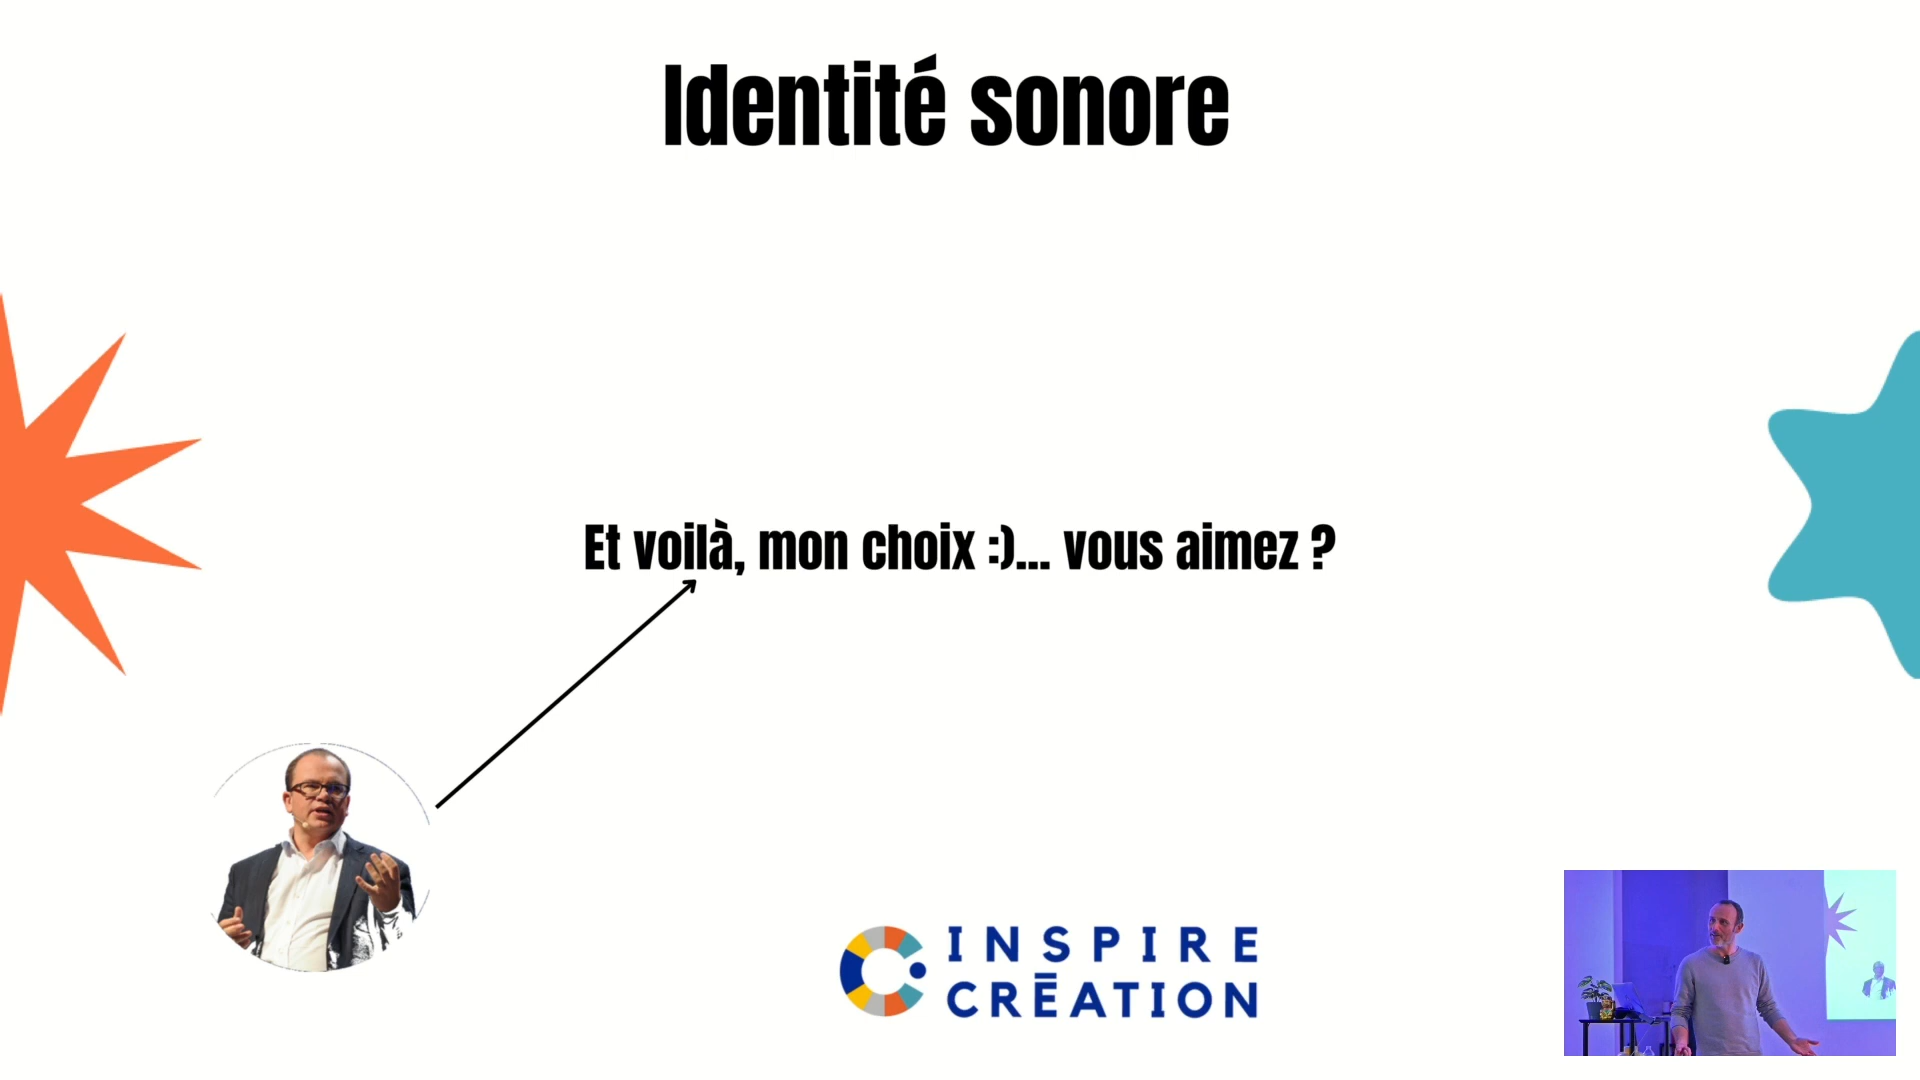 Identité sonore
Et voilà, mon choix :)... vous aimez ?
INSPIRE
CRĒATION